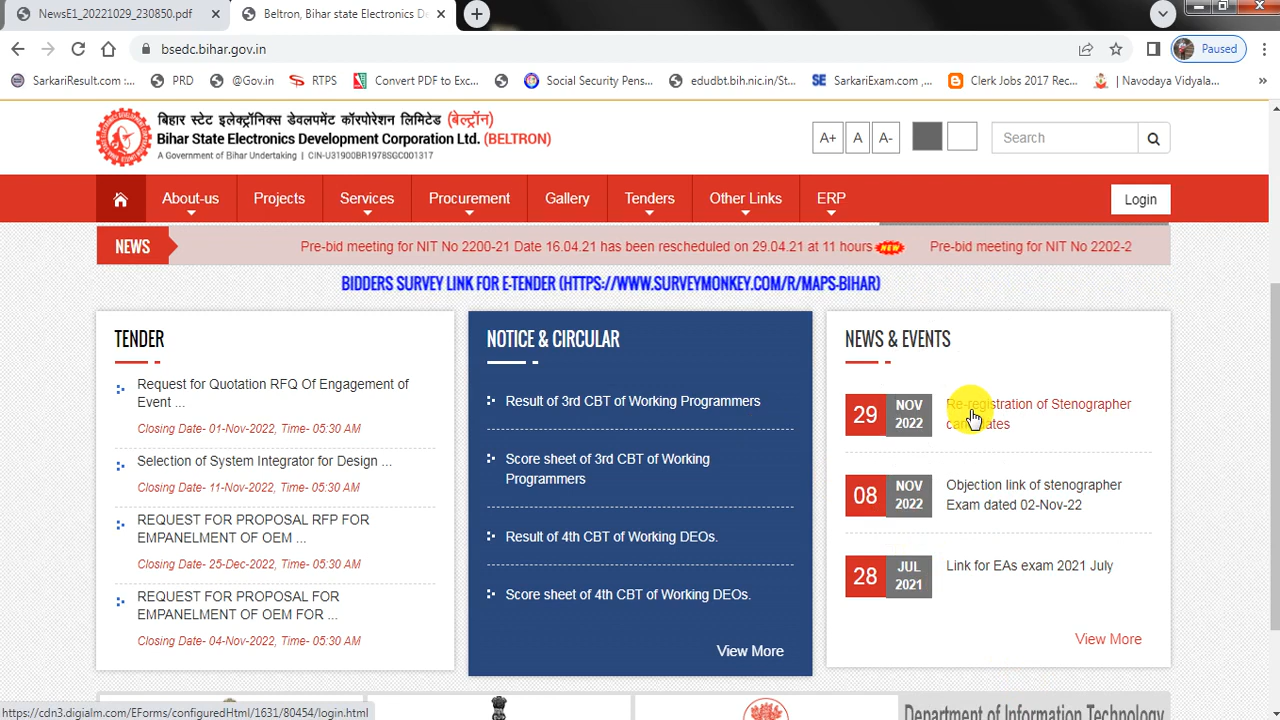 NewsE1_20221029_230850.pdf
Beltron, Bihar state Electronics D
bsedc.bihar.gov.in
Paused
SarkariResult.com :...
PRD
@Gov.in
RTPS
Convert PDF to Exc...
Social Security Pens...
edudbt.bih.nic.in/St...
SarkariExam.com ,...
Clerk Jobs 2017 Rec...
| Navodaya Vidyala...
»
बिहार स्टेट इलेक्ट्रॉनिक्स डेवलपमेंट कॉरपोरेशन लिमिटेड (बेल्ट्रॉन)
Bihar State Electronics Development Corporation Ltd. (BELTRON)
A Government of Bihar Undertaking | CIN-U31900BR1978SGC001317
A+ A A-
Search
About-us Projects Services Procurement Gallery Tenders Other Links ERP
Login
NEWS
Pre-bid meeting for NIT No 2200-21 Date 16.04.21 has been rescheduled on 29.04.21 at 11 hours NEW Pre-bid meeting for NIT No 2202-2
BIDDERS SURVEY LINK FOR E-TENDER (HTTPS://WWW.SURVEYMONKEY.COM/R/MAPS-BIHAR)
TENDER
Request for Quotation RFQ Of Engagement of
Event ...
Closing Date- 01-Nov-2022, Time- 05:30 AM
Selection of System Integrator for Design ...
Closing Date- 11-Nov-2022, Time- 05:30 AM
REQUEST FOR PROPOSAL RFP FOR
EMPANELMENT OF OEM ...
Closing Date- 25-Dec-2022, Time- 05:30 AM
REQUEST FOR PROPOSAL FOR
EMPANELMENT OF OEM FOR ...
Closing Date- 04-Nov-2022, Time- 05:30 AM
NOTICE & CIRCULAR
Result of 3rd CBT of Working Programmers
Score sheet of 3rd CBT of Working
Programmers
Result of 4th CBT of Working DEOs.
Score sheet of 4th CBT of Working DEOs.
View More
NEWS & EVENTS
29 NOV
2022
Re-registration of Stenographer
candidates
08 NOV
2022
Objection link of stenographer
Exam dated 02-Nov-22
28 JUL
2021
Link for EAs exam 2021 July
View More
Department of Information Technology
https://cdn3.digialm.com/EForms/configuredHtml/1631/80454/login.html